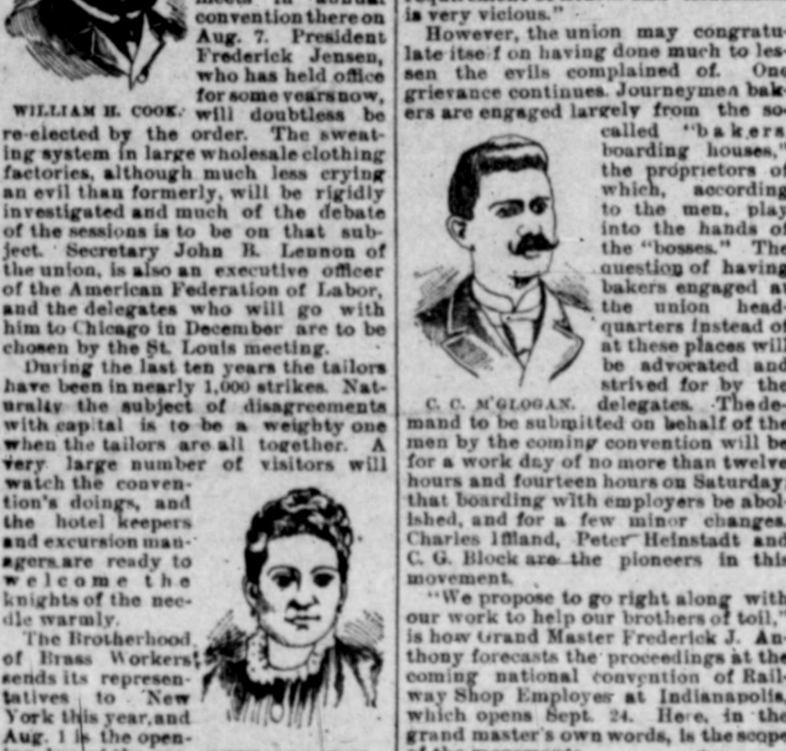 meets in annual
convention there on
Aug. 7. President
Frederick Jensen,
who has held office
for some years now,
WILLIAM H. COOK.
will doubtless be
re-elected by the order. The sweat-
ing system in large wholesale clothing
factories, although much less crying
an evil than formerly, will be rigidly
investigated and much of the debate
of the sessions is to be on that sub-
ject. Secretary John B. Lennon of
the union, is also an executive officer
of the American Federation of Labor,
and the delegates who will go with
him to Chicago in December are to be
chosen by the St. Louis meeting.
During the last ten years the tailors
have been in nearly 1,000 strikes. Nat-
urally the subject of disagreements
with capital is to be a weighty one
when the tailors are all together. A
very large number of visitors will
watch the conven-
tion's doings, and
the hotel keepers
and excursion man-
agers are ready to
welcome the
knights of the nee-
dle warmly.
The Brotherhood
of Brass Workers
sends its represen-
tatives to New
York this year, and
Aug. 1 is the open-
is very vicious."
However, the union may congratu-
late itse f on having done much to les-
sen the evils complained of. One
grievance continues. Journeymen bak-
ers are engaged largely from the so-
called "bakers
boarding houses,"
the proprietors of
which, according
to the men, play
into the hands of
the "bosses." The
question of having
bakers engaged at
the union head-
quarters instead of
at these places will
be advocated and
strived for by the
C. C. M'GLOGAN.
delegates. The de-
mand to be submitted on behalf of the
men by the coming convention will be
for a work day of no more than twelve
hours and fourteen hours on Saturday;
that boarding with employers be abol-
ished, and for a few minor changes.
Charles Iffland, Peter Heinstadt and
C. G. Block are the pioneers in this
movement.
"We propose to go right along with
our work to help our brothers of toil,"
is how Grand Master Frederick J. An-
thony forecasts the proceedings at the
coming national convention of Rail-
way Shop Employes at Indianapolis,
which opens Sept. 24. Here, in the
grand master's own words, is the scope